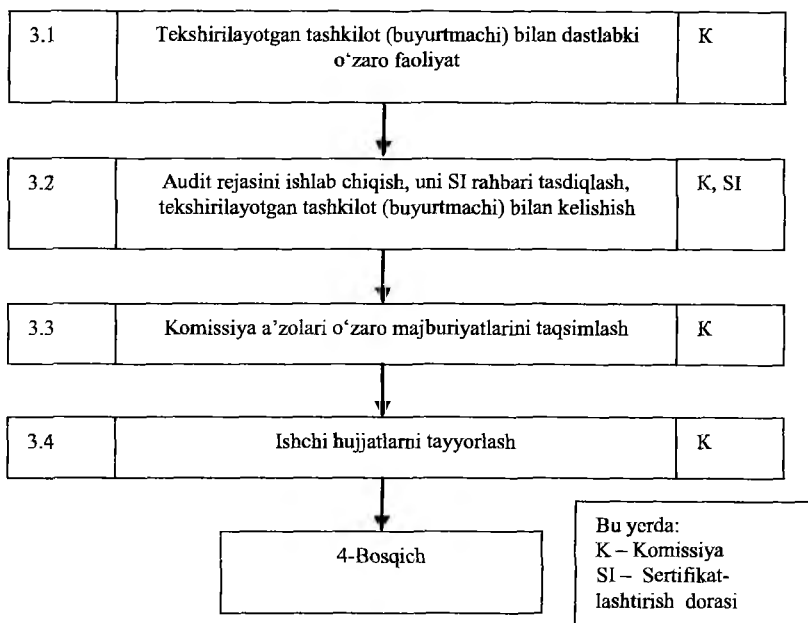 3.1 Tekshirilayotgan tashkilot (buyurtmachi) bilan dastlabki K
o‘zaro faoliyat
3.2 Audit rejasini ishlab chiqish, uni SI rahbari tasdiqlash, K, SI
tekshirilayotgan tashkilot (buyurtmachi) bilan kelishish
3.3 Komissiya a’zolari o‘zaro majburiyatlarini taqsimlash K
3.4 Ishchi hujjatlarni tayyorlash K
4-Bosqich
Bu yerda:
K – Komissiya
SI – Sertifikat-
lashtirish dorasi